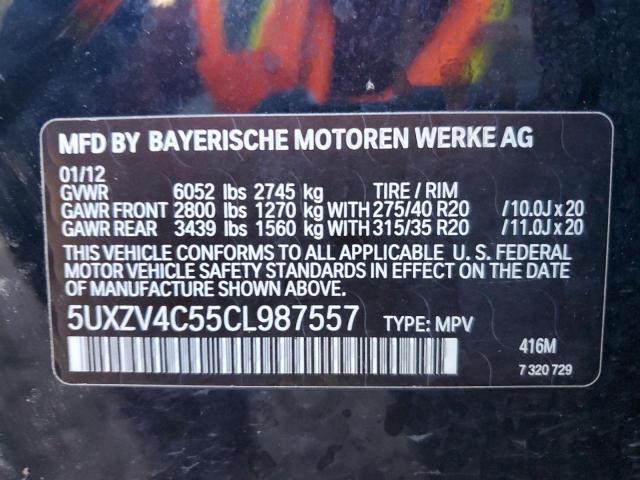 MFD BY BAYERISCHE MOTOREN WERKE AG
01/12
GVWR 6052 lbs 2745 kg TIRE / RIM
GAWR FRONT 2800 lbs 1270 kg WITH 275/40 R20 /10.0J x 20
GAWR REAR 3439 lbs 1560 kg WITH 315/35 R20 /11.0J x 20
THIS VEHICLE CONFORMS TO ALL APPLICABLE U. S. FEDERAL
MOTOR VEHICLE SAFETY STANDARDS IN EFFECT ON THE DATE
OF MANUFACTURE SHOWN ABOVE.
5UXZV4C55CL987557 TYPE: MPV
416M
7 320 729